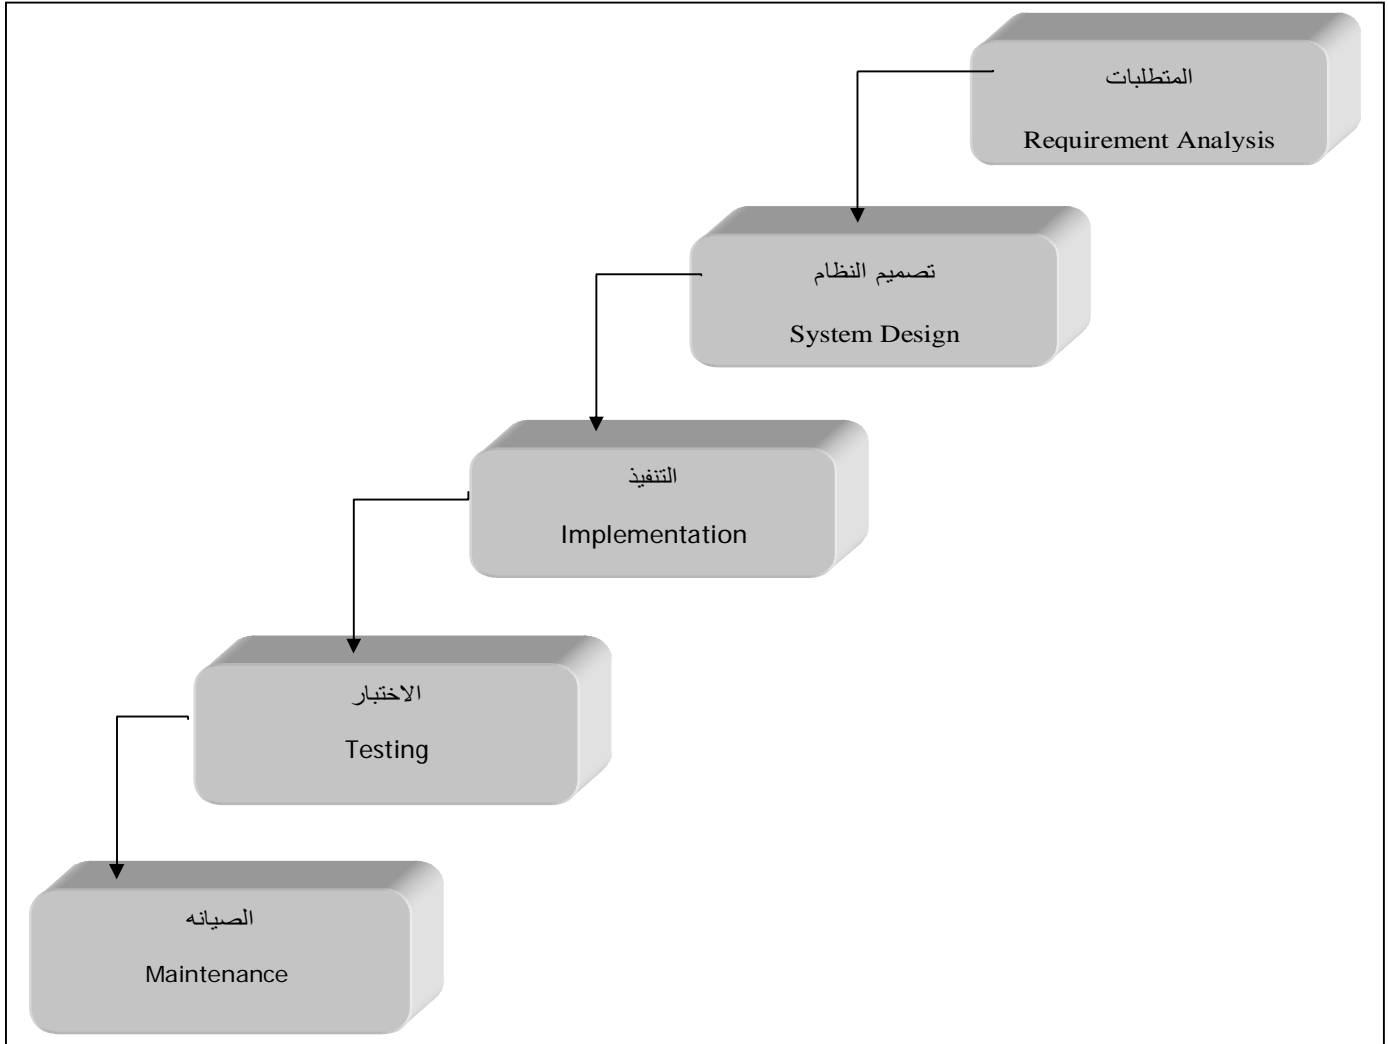 المتطلبات
Requirement Analysis
تصميم النظام
System Design
التنفيذ
Implementation
الاختبار
Testing
الصيانه
Maintenance